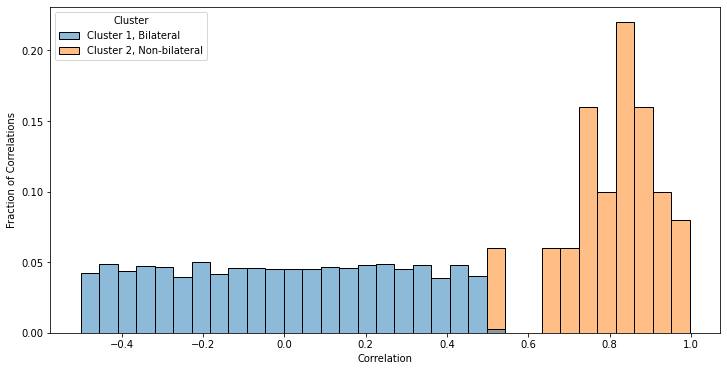 Cluster
Cluster 1, Bilateral
Cluster 2, Non-bilateral
Fraction of Correlations
0.20
0.15
0.10
0.05
0.00
−0.4 −0.2 0.0 0.2 0.4 0.6 0.8 1.0
Correlation